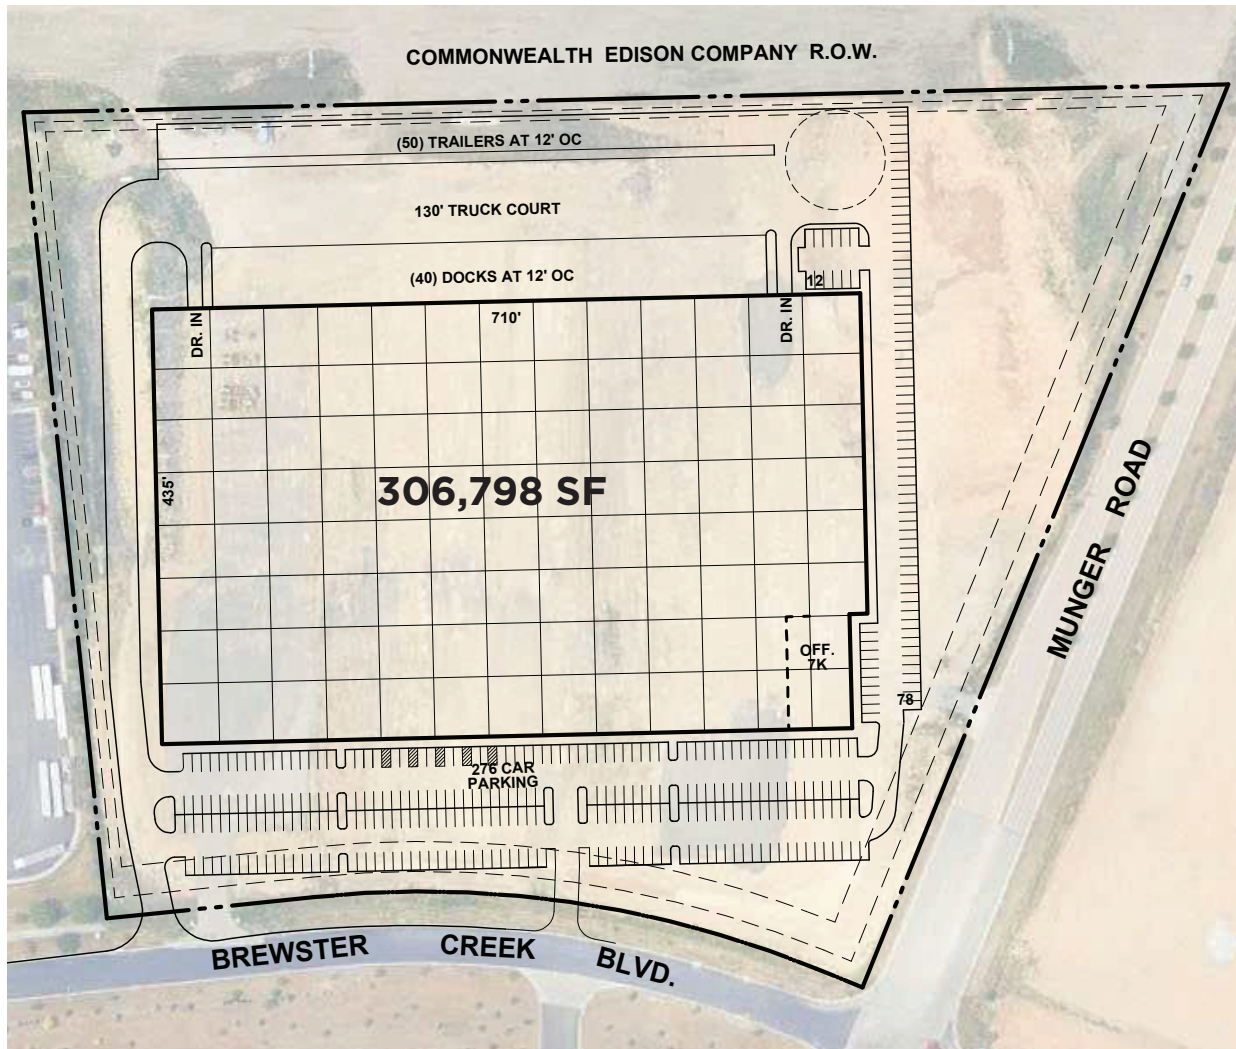 COMMONWEALTH EDISON COMPANY R.O.W.
(50) TRAILERS AT 12' OC
130' TRUCK COURT
(40) DOCKS AT 12' OC
12
DR. IN
710'
DR. IN
435'
306,798 SF
MUNGER ROAD
OFF.
7K
78
276 CAR
PARKING
BREWSTER CREEK BLVD.